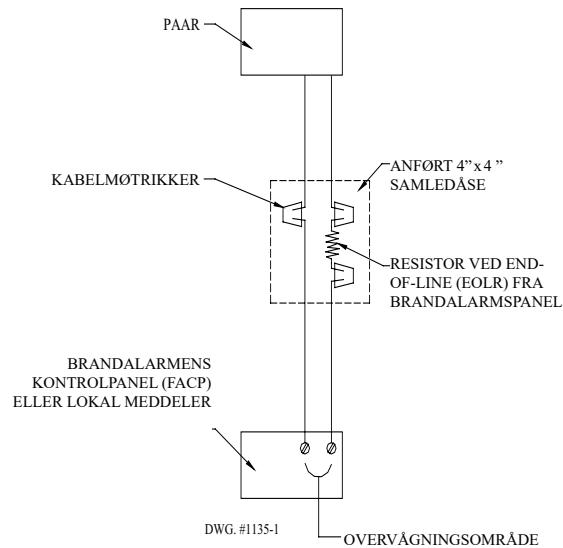 PAAR
ANFØRT 4”x 4 ”
SAMLEDÅSE
KABELMØTRIKKER
RESISTOR VED END-
OF-LINE (EOLR) FRA
BRANDALARMSPANEL
BRANDALARMENS
KONTROLPANEL (FACP)
ELLER LOKAL MEDDELER
DWG. #1135-1
OVERVÅGNINGSOMRÅDE